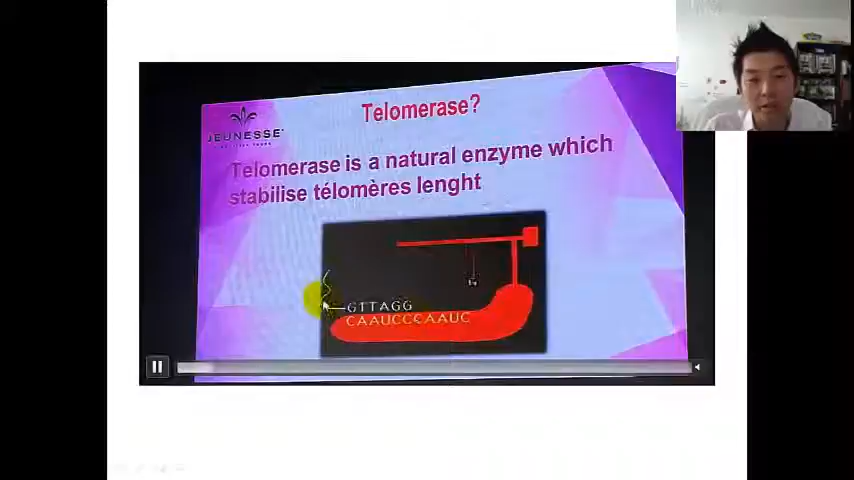 Telomerase?
JEUNESSE
Telomerase is a natural enzyme which
stabilise télomères lenght
GTTAGG
CAAUCCCAAUC